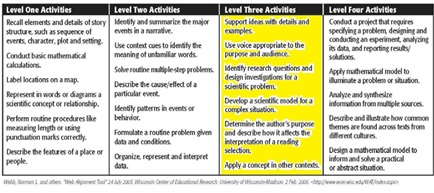 Level One Activities
Recall elements and details of story
structure, such as sequence of
events, character, plot and setting.
Conduct basic mathematical
calculations.
Label locations on a map.
Represent in words or diagrams a
scientific concept or relationship.
Perform routine procedures like
measuring length or using
punctuation marks correctly.
Describe the features of a place or
people.
Level Two Activities
Identify and summarize the major
events in a narrative.
Use context cues to identify the
meaning of unfamiliar words.
Solve routine multiple-step problems.
Describe the cause/effect of a
particular event.
Identify patterns in events or
behavior.
Formulate a routine problem given
data and conditions.
Organize, represent and interpret
data.
Level Three Activities
Support ideas with details and
examples.
Use voice appropriate to the
purpose and audience.
Identify research questions and
design investigations for a
scientific problem.
Develop a scientific model for a
complex situation.
Determine the author's purpose
and describe how it affects the
interpretation of a reading
selection.
Apply a concept in other contexts.
Level Four Activities
Conduct a project that requires
specifying a problem, designing and
conducting an experiment, analyzing
its data, and reporting results/
solutions.
Apply mathematical model to
illuminate a problem or situation.
Analyze and synthesize
information from multiple sources.
Describe and illustrate how common
themes are found across texts from
different cultures.
Design a mathematical model to
inform and solve a practical
or abstract situation.
Webb, Norman L. and others. "Web Alignment Tool" 24 July 2005. Wisconsin Center of Educational Research. University of Wisconsin-Madison. 2 Feb. 2006. <http://www.wcer.wisc.edu/WAT/index.aspx>